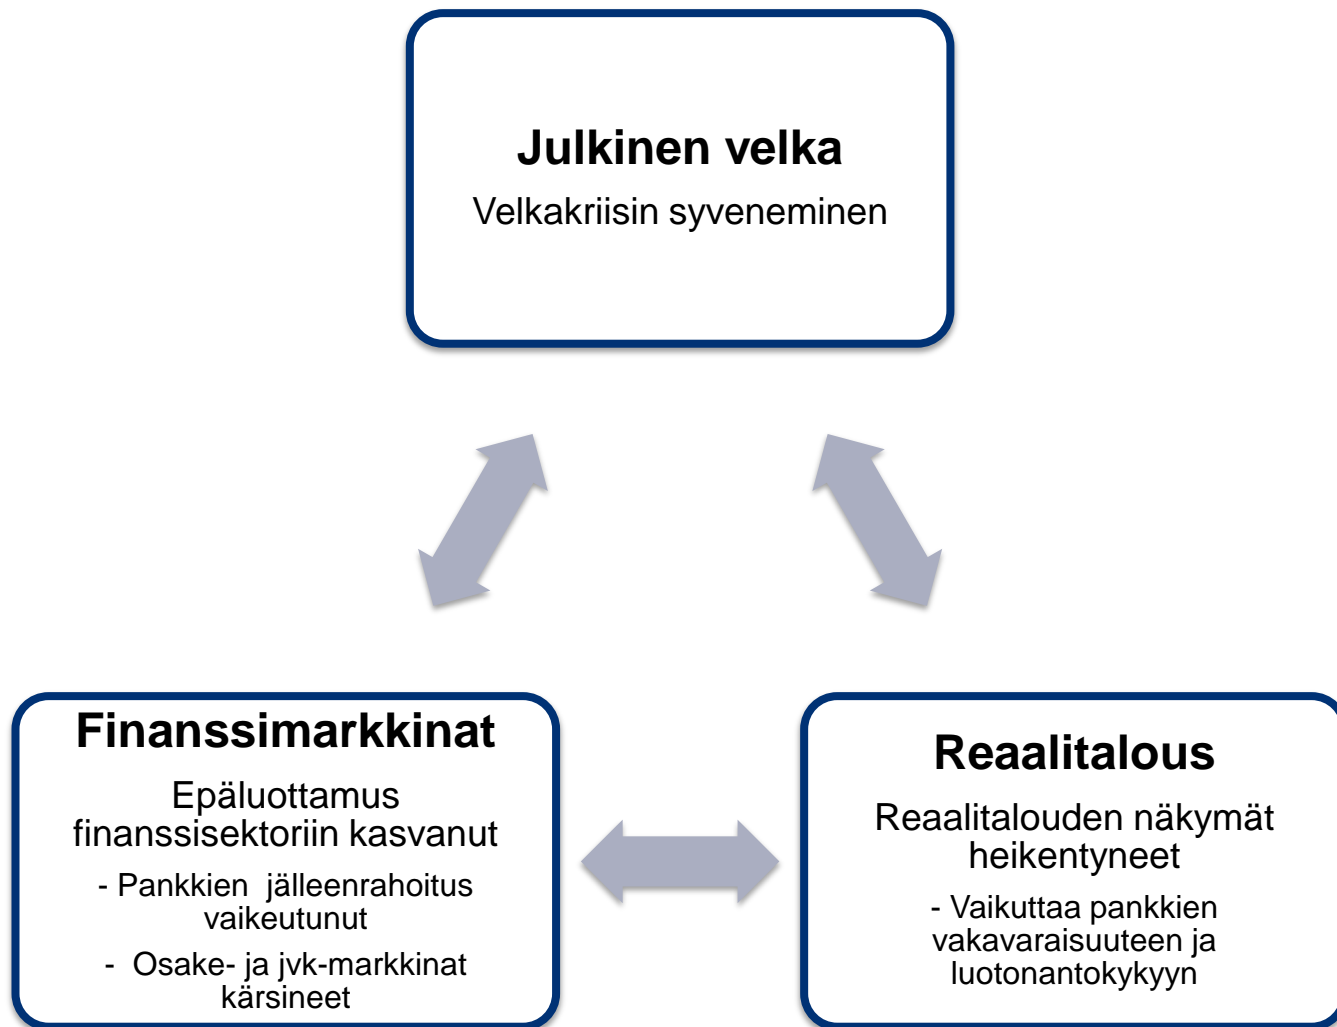 Julkinen velka
Velkakriisin syveneminen
Finanssimarkkinat
Epäluottamus
finanssisektoriin kasvanut
- Pankkien jälleenrahoitus
vaikeutunut
- Osake- ja jvk-markkinat
kärsineet
Reaalitalous
Reaalitalouden näkymät
heikentyneet
- Vaikuttaa pankkien
vakavaraisuuteen ja
luotonantokykyyn